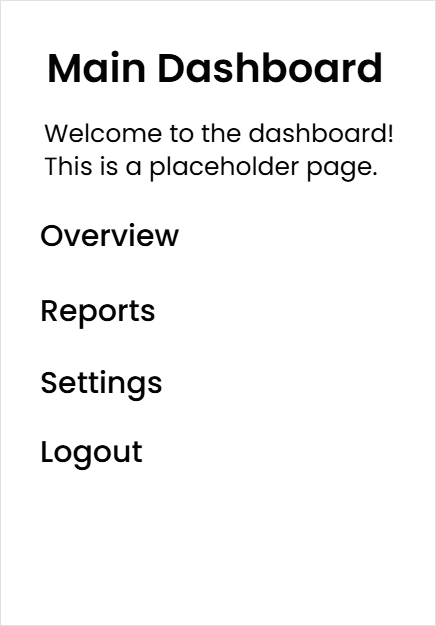 Main Dashboard
Welcome to the dashboard!
This is a placeholder page.
Overview
Reports
Settings
Logout